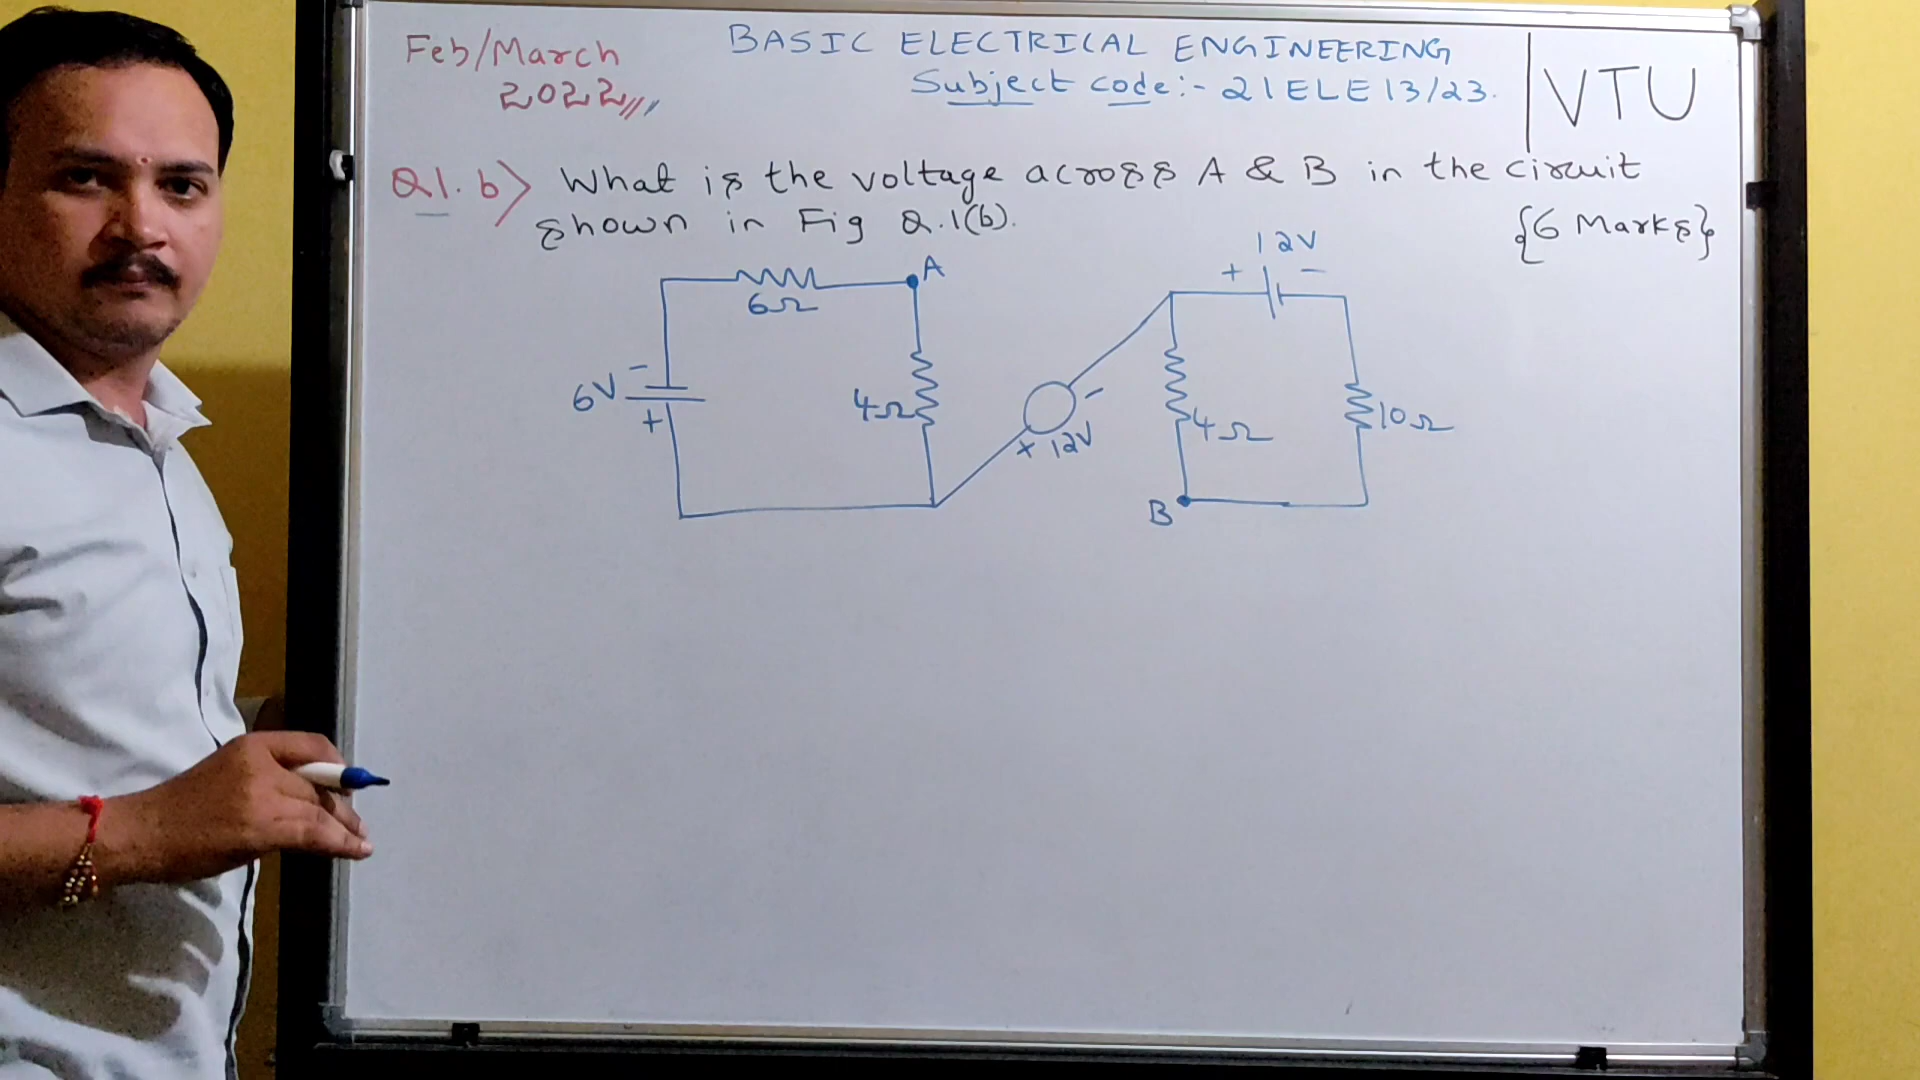 Feb/March
2022
BASIC ELECTRICAL ENGINEERING
Subject code:- 21ELE13/23.
VTU
Q1.b) What is the voltage across A & B in the circuit
shown in Fig Q.1(b).
{6 Marks}
12V
+ -
A
6Ω
-
6V
+
4Ω
-
+ 12V
4Ω
10Ω
B